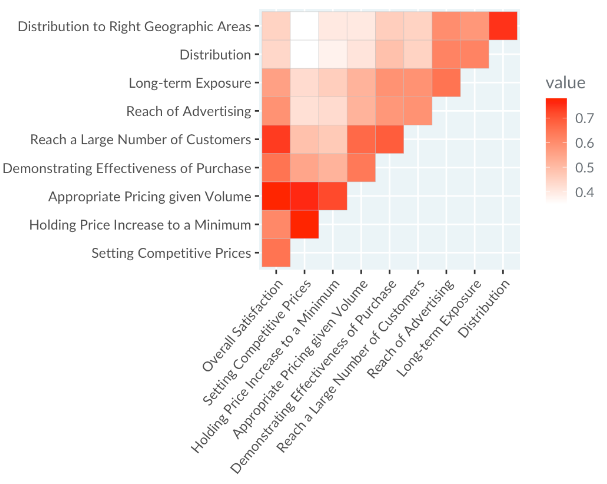 Distribution to Right Geographic Areas
Distribution
Long-term Exposure
Reach of Advertising
Reach a Large Number of Customers
Demonstrating Effectiveness of Purchase
Appropriate Pricing given Volume
Holding Price Increase to a Minimum
Setting Competitive Prices
value
0.7
0.6
0.5
0.4
Overall Satisfaction
Setting Competitive Prices
Holding Price Increase to a Minimum
Appropriate Pricing given Volume
Demonstrating Effectiveness of Purchase
Reach a Large Number of Customers
Reach of Advertising
Long-term Exposure
Distribution